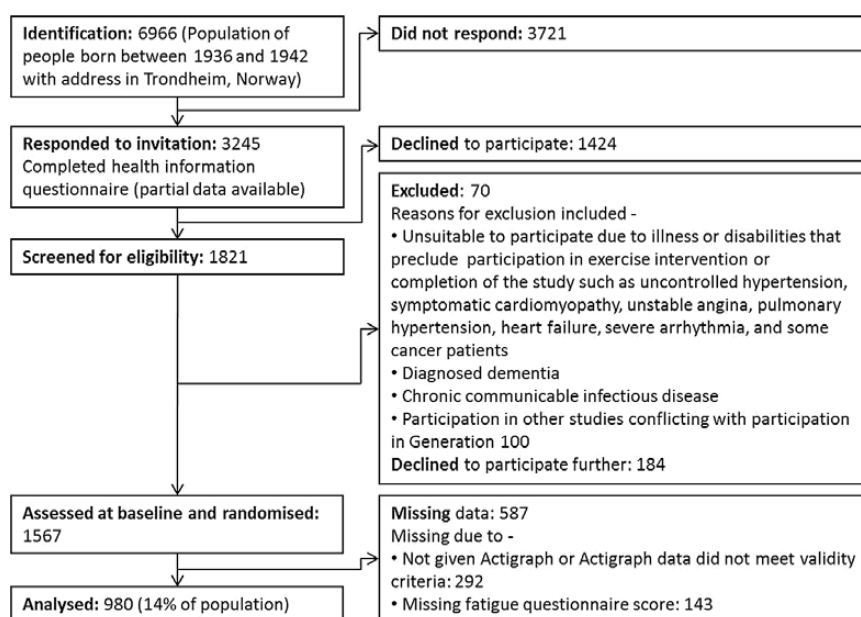 Identification: 6966 (Population of
people born between 1936 and 1942
with address in Trondheim, Norway)
Did not respond: 3721
Responded to invitation: 3245
Completed health information
questionnaire (partial data available)
Declined to participate: 1424
Screened for eligibility: 1821
Excluded: 70
Reasons for exclusion included -
• Unsuitable to participate due to illness or disabilities that
preclude participation in exercise intervention or
completion of the study such as uncontrolled hypertension,
symptomatic cardiomyopathy, unstable angina, pulmonary
hypertension, heart failure, severe arrhythmia, and some
cancer patients
• Diagnosed dementia
• Chronic communicable infectious disease
• Participation in other studies conflicting with participation
in Generation 100
Declined to participate further: 184
Assessed at baseline and randomised:
1567
Missing data: 587
Missing due to -
• Not given Actigraph or Actigraph data did not meet validity
criteria: 292
• Missing fatigue questionnaire score: 143
Analysed: 980 (14% of population)